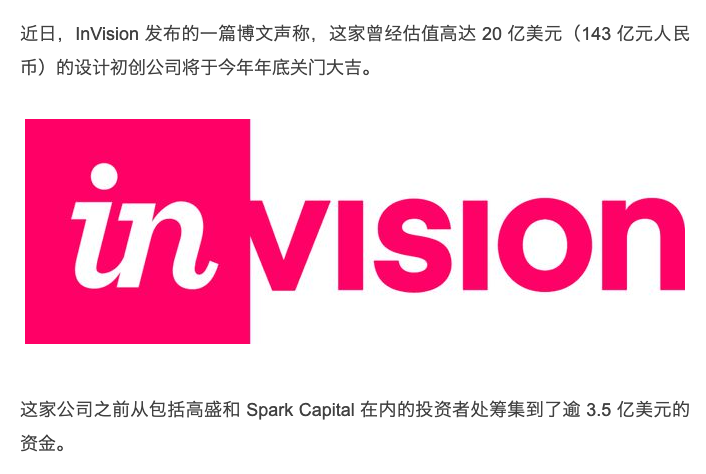 近日，InVision 发布的一篇博文声称，这家曾经估值高达 20 亿美元（143 亿元人民
币）的设计初创公司将于今年年底关门大吉。
invision
这家公司之前从包括高盛和 Spark Capital 在内的投资者处筹集到了逾 3.5 亿美元的
资金。